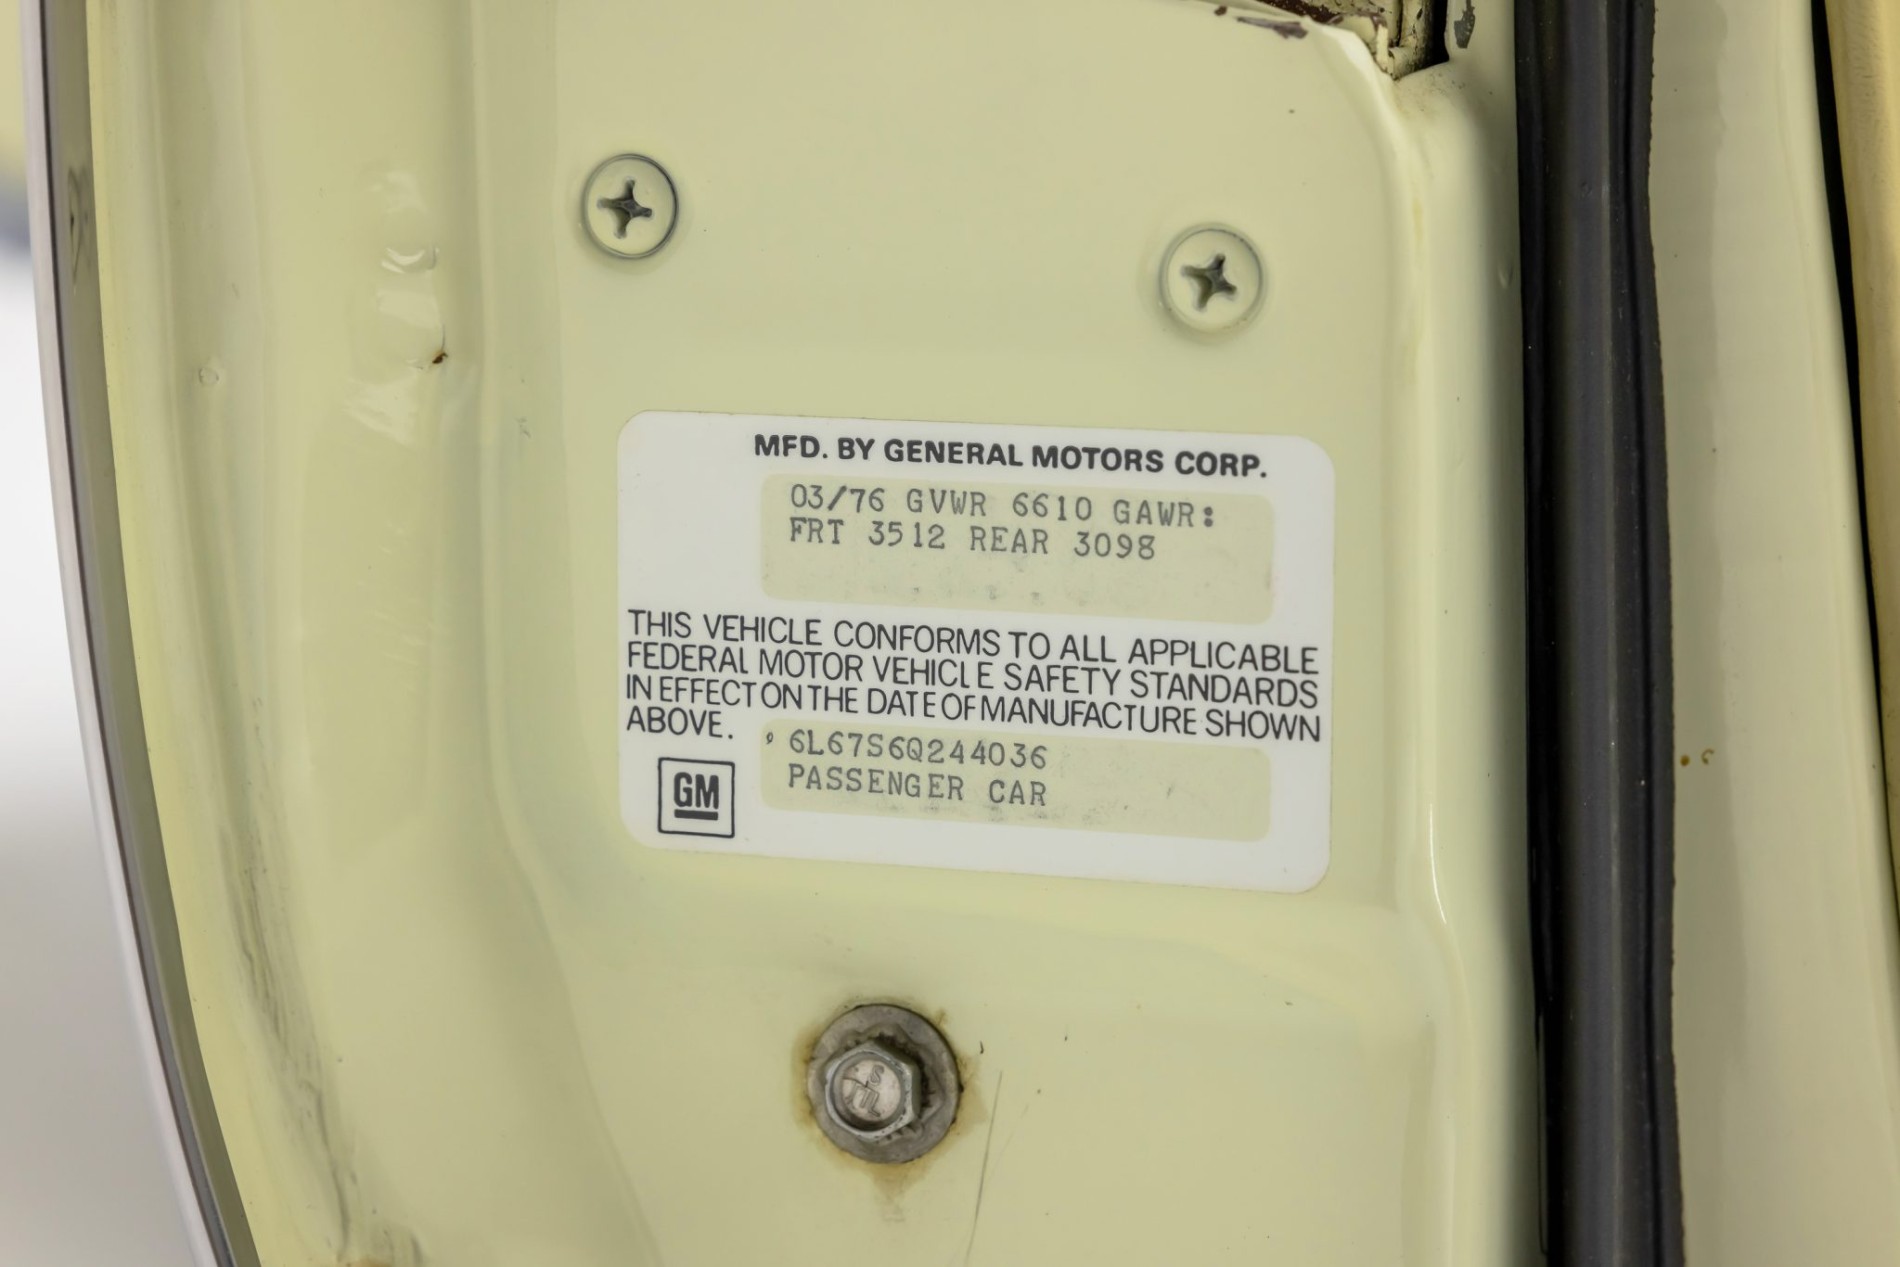 MFD. BY GENERAL MOTORS CORP.
03/76 GVWR 6610 GAWR:
FRT 3512 REAR 3098
THIS VEHICLE CONFORMS TO ALL APPLICABLE
FEDERAL MOTOR VEHICLE SAFETY STANDARDS
IN EFFECT ON THE DATE OF MANUFACTURE SHOWN
ABOVE.
6L67S6Q244036
PASSENGER CAR
GM